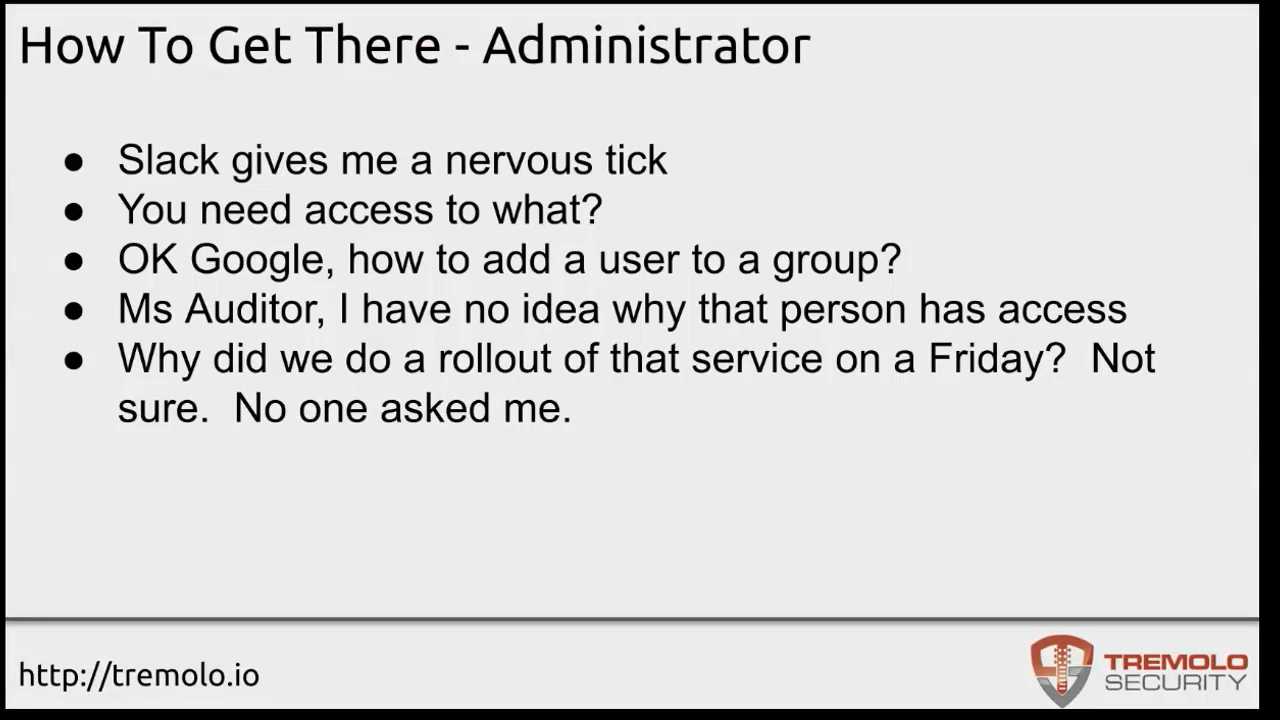 How To Get There - Administrator
● Slack gives me a nervous tick
● You need access to what?
● OK Google, how to add a user to a group?
● Ms Auditor, I have no idea why that person has access
● Why did we do a rollout of that service on a Friday?  Not
sure.  No one asked me.
http://tremolo.io
TREMOLO
SECURITY